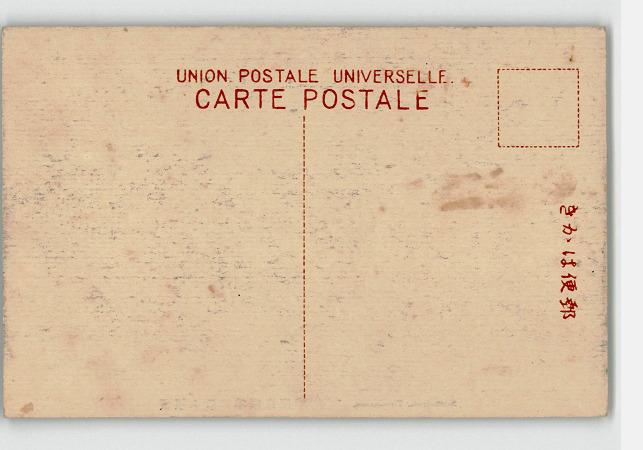 UNION POSTALE UNIVERSELLE.
CARTE POSTALE
きかは便郵